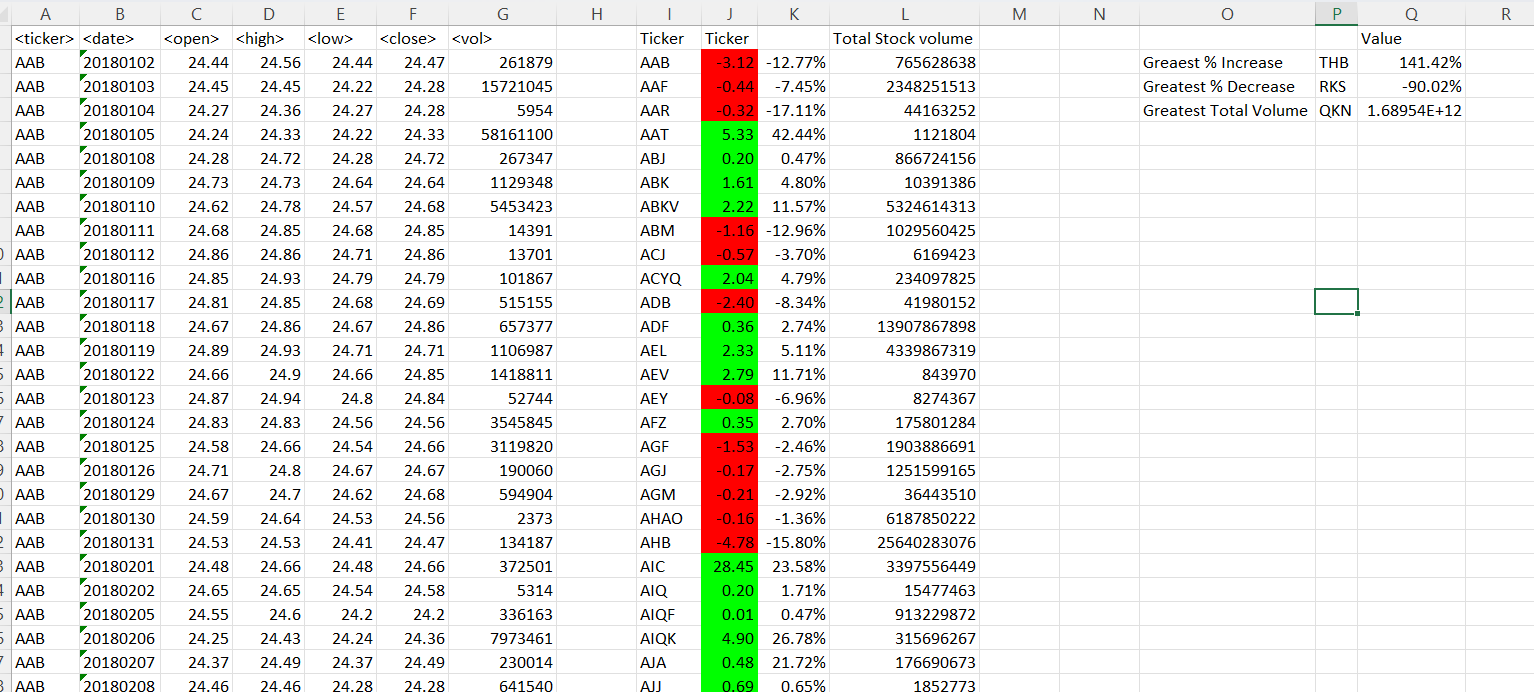 A B C D E F G H I J K L M N O P Q R
<ticker> <date> <open> <high> <low> <close> <vol> Ticker Ticker Total Stock volume Value
AAB 20180102 24.44 24.56 24.44 24.47 261879 AAB -3.12 -12.77% 765628638 Greaest % Increase THB 141.42%
AAB 20180103 24.45 24.45 24.22 24.28 15721045 AAF -0.44 -7.45% 2348251513 Greatest % Decrease RKS -90.02%
AAB 20180104 24.27 24.36 24.27 24.28 5954 AAR -0.32 -17.11% 44163252 Greatest Total Volume QKN 1.68954E+12
AAB 20180105 24.24 24.33 24.22 24.33 58161100 AAT 5.33 42.44% 1121804
AAB 20180108 24.28 24.72 24.28 24.72 267347 ABJ 0.20 0.47% 866724156
AAB 20180109 24.73 24.73 24.64 24.64 1129348 ABK 1.61 4.80% 10391386
AAB 20180110 24.62 24.78 24.57 24.68 5453423 ABKV 2.22 11.57% 5324614313
AAB 20180111 24.68 24.85 24.68 24.85 14391 ABM -1.16 -12.96% 1029560425
AAB 20180112 24.86 24.86 24.71 24.86 13701 ACJ -0.57 -3.70% 6169423
AAB 20180116 24.85 24.93 24.79 24.79 101867 ACYQ 2.04 4.79% 234097825
AAB 20180117 24.81 24.85 24.68 24.69 515155 ADB -2.40 -8.34% 41980152
AAB 20180118 24.67 24.86 24.67 24.86 657377 ADF 0.36 2.74% 13907867898
AAB 20180119 24.89 24.93 24.71 24.71 1106987 AEL 2.33 5.11% 4339867319
AAB 20180122 24.66 24.9 24.66 24.85 1418811 AEV 2.79 11.71% 843970
AAB 20180123 24.87 24.94 24.8 24.84 52744 AEY -0.08 -6.96% 8274367
AAB 20180124 24.83 24.83 24.56 24.56 3545845 AFZ 0.35 2.70% 175801284
AAB 20180125 24.58 24.66 24.54 24.66 3119820 AGF -1.53 -2.46% 1903886691
AAB 20180126 24.71 24.8 24.67 24.67 190060 AGJ -0.17 -2.75% 1251599165
AAB 20180129 24.67 24.7 24.62 24.68 594904 AGM -0.21 -2.92% 36443510
AAB 20180130 24.59 24.64 24.53 24.56 2373 AHAO -0.16 -1.36% 6187850222
AAB 20180131 24.53 24.53 24.41 24.47 134187 AHB -4.78 -15.80% 25640283076
AAB 20180201 24.48 24.66 24.48 24.66 372501 AIC 28.45 23.58% 3397556449
AAB 20180202 24.65 24.65 24.54 24.58 5314 AIQ 0.20 1.71% 15477463
AAB 20180205 24.55 24.6 24.2 24.2 336163 AIQF 0.01 0.47% 913229872
AAB 20180206 24.25 24.43 24.24 24.36 7973461 AIQK 4.90 26.78% 315696267
AAB 20180207 24.37 24.49 24.37 24.49 230014 AJA 0.48 21.72% 176690673
AAB 20180208 24.46 24.46 24.28 24.28 641540 AJJ 0.69 0.65% 1852773